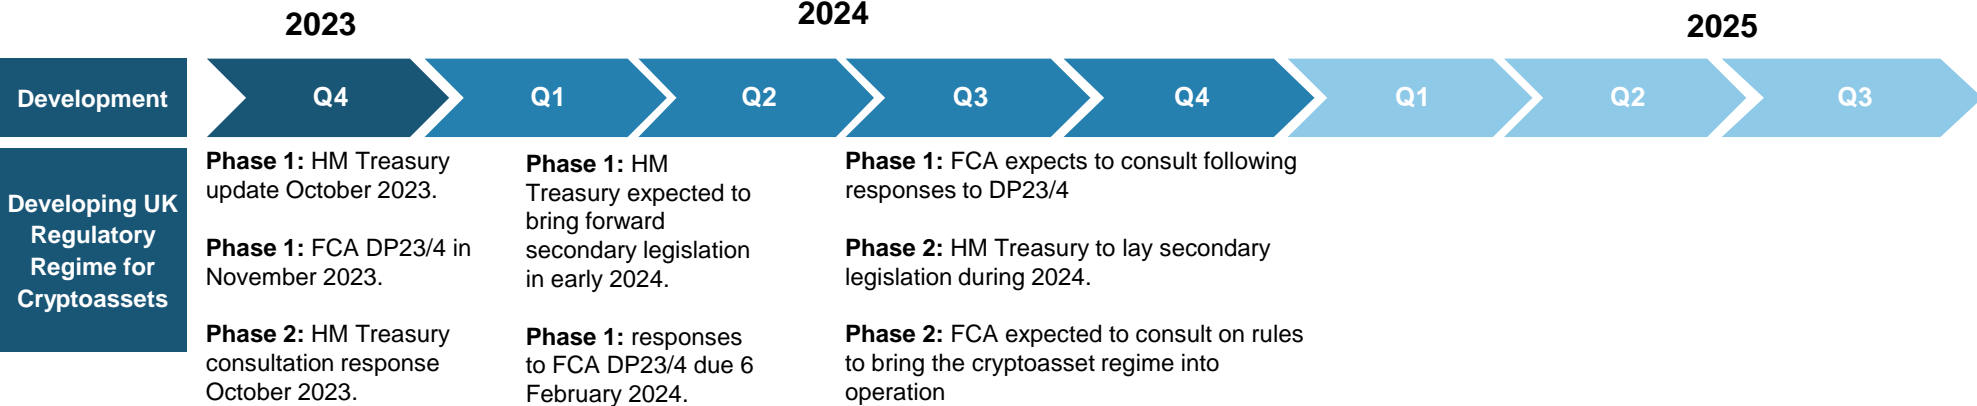 2023
2024
2025
Development
Q4
Q1
Q2
Q3
Q4
Q1
Q2
Q3
Developing UK
Regulatory
Regime for
Cryptoassets
Phase 1: HM Treasury
update October 2023.
Phase 1: FCA DP23/4 in
November 2023.
Phase 2: HM Treasury
consultation response
October 2023.
Phase 1: HM
Treasury expected to
bring forward
secondary legislation
in early 2024.
Phase 1: responses
to FCA DP23/4 due 6
February 2024.
Phase 1: FCA expects to consult following
responses to DP23/4
Phase 2: HM Treasury to lay secondary
legislation during 2024.
Phase 2: FCA expected to consult on rules
to bring the cryptoasset regime into
operation